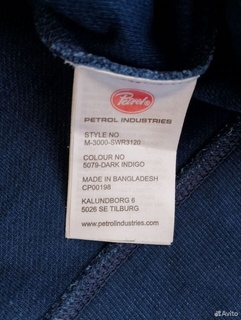 Petrol
PETROL INDUSTRIES
STYLE NO
M-3000-SWR3120
COLOUR NO
5079-DARK INDIGO
MADE IN BANGLADESH
CP00198
KALUNDBORG 6
5026 SE TILBURG
www.petrolindustries.com
Avito